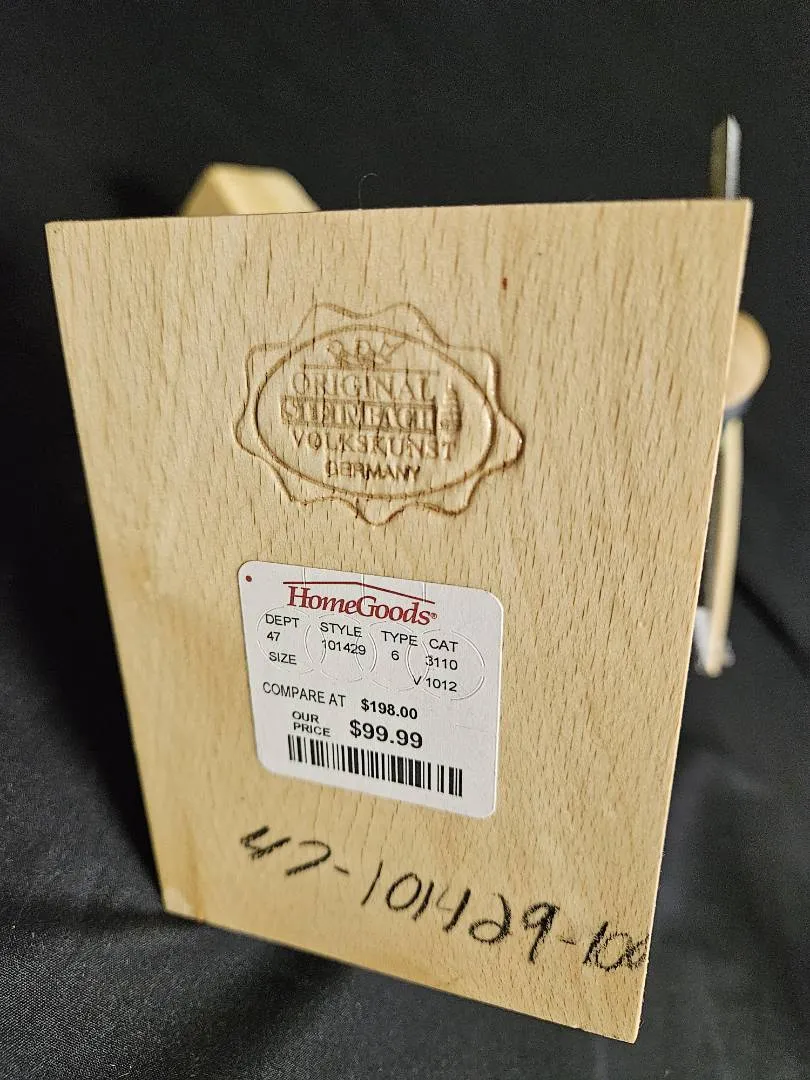 ORIGINAL
STEINBACH
VOLKSKUNST
GERMANY
HomeGoods®
DEPT STYLE TYPE CAT
47 101429 6 3110
SIZE V 1012
COMPARE AT $198.00
OUR PRICE $99.99
47-101429-100